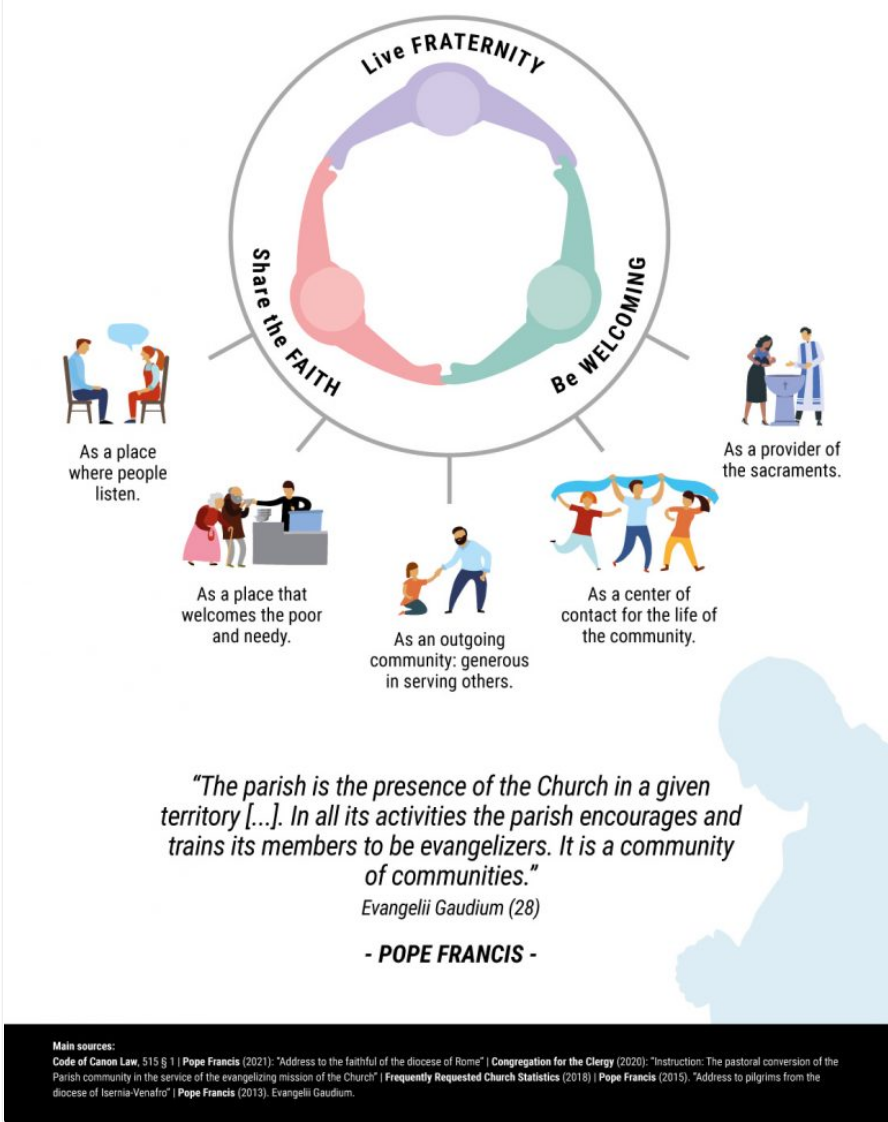 Live FRATERNITY
Share the FAITH
Be WELCOMING
As a place
where people
listen.
As a place that
welcomes the poor
and needy.
As an outgoing
community: generous
in serving others.
As a center of
contact for the life of
the community.
As a provider of
the sacraments.
“The parish is the presence of the Church in a given
territory [...]. In all its activities the parish encourages and
trains its members to be evangelizers. It is a community
of communities.”
Evangelii Gaudium (28)
- POPE FRANCIS -
Main sources:
Code of Canon Law, 515 § 1 | Pope Francis (2021): "Address to the faithful of the diocese of Rome" | Congregation for the Clergy (2020): "Instruction: The pastoral conversion of the
Parish community in the service of the evangelizing mission of the Church" | Frequently Requested Church Statistics (2018) | Pope Francis (2015). "Address to pilgrims from the
diocese of Isernia-Venafro" | Pope Francis (2013). Evangelii Gaudium.